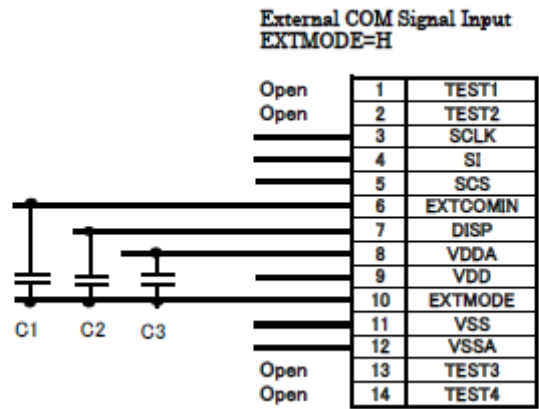 External COM Signal Input
EXTMODE=H
Open 1 TEST1
Open 2 TEST2
3 SCLK
4 SI
5 SCS
6 EXTCOMIN
7 DISP
8 VDDA
9 VDD
10 EXTMODE
11 VSS
12 VSSA
Open 13 TEST3
Open 14 TEST4
C1 C2 C3